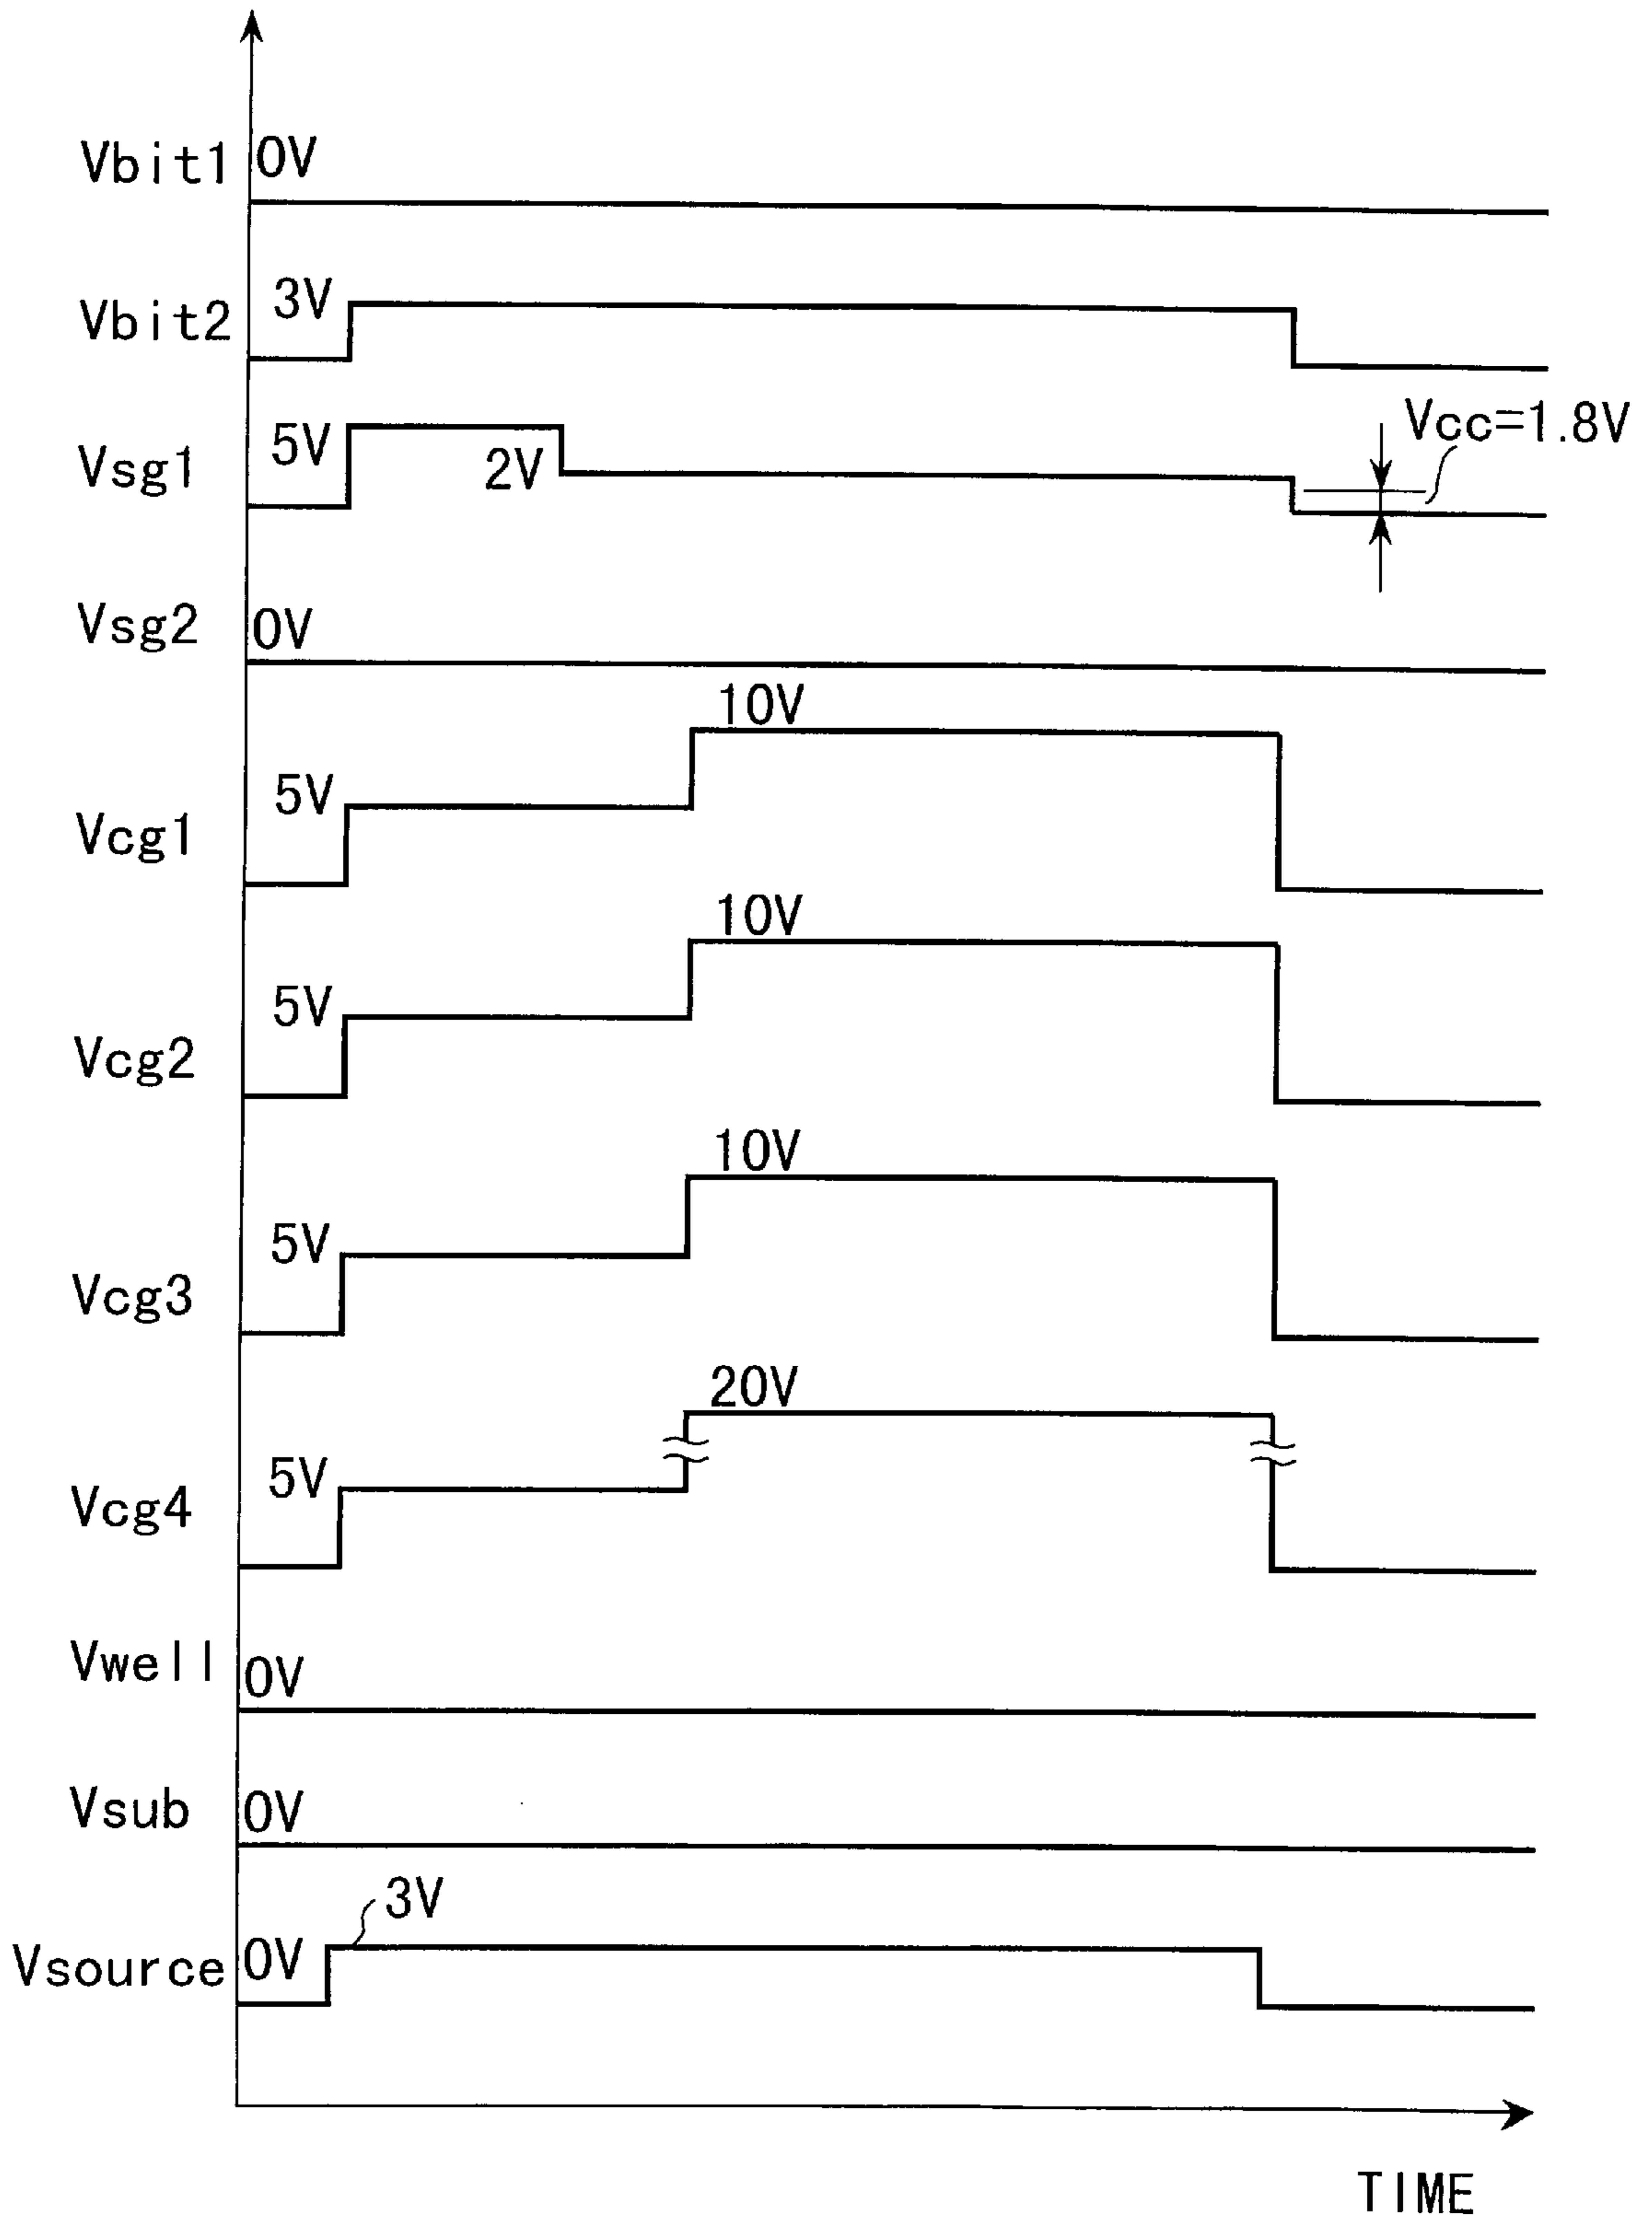 Vbit1 0V
Vbit2 3V
Vsg1 5V 2V Vcc=1.8V
Vsg2 0V
Vcg1 5V 10V
Vcg2 5V 10V
Vcg3 5V 10V
Vcg4 5V 20V
Vwell 0V
Vsub 0V
Vsource 0V 3V
TIME